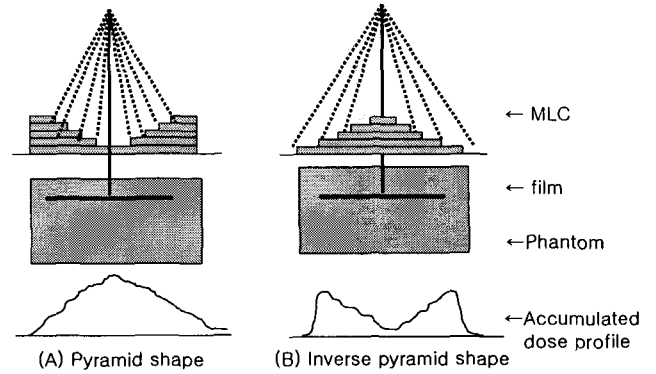 ← MLC
← film
←Phantom
←Accumulated
dose profile
(A) Pyramid shape
(B) Inverse pyramid shape